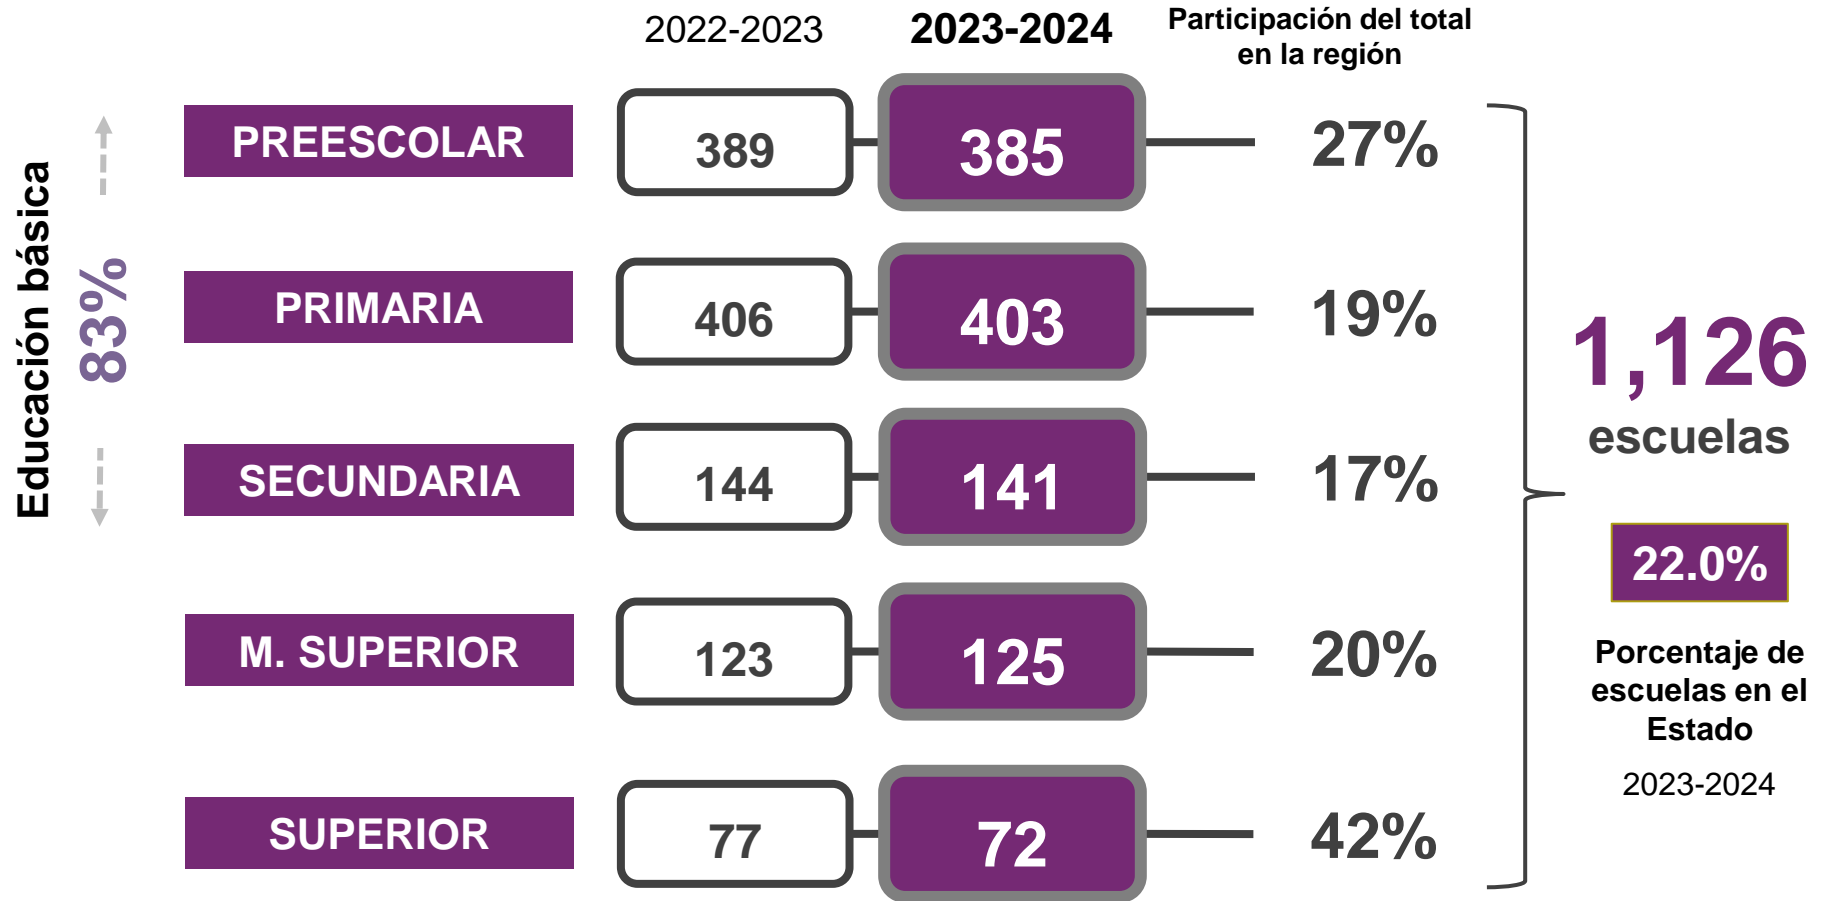 2022-2023
2023-2024
Participación del total
en la región
Educación básica
83%
PREESCOLAR
389
385
27%
PRIMARIA
406
403
19%
SECUNDARIA
144
141
17%
M. SUPERIOR
123
125
20%
SUPERIOR
77
72
42%
1,126
escuelas
22.0%
Porcentaje de
escuelas en el
Estado
2023-2024